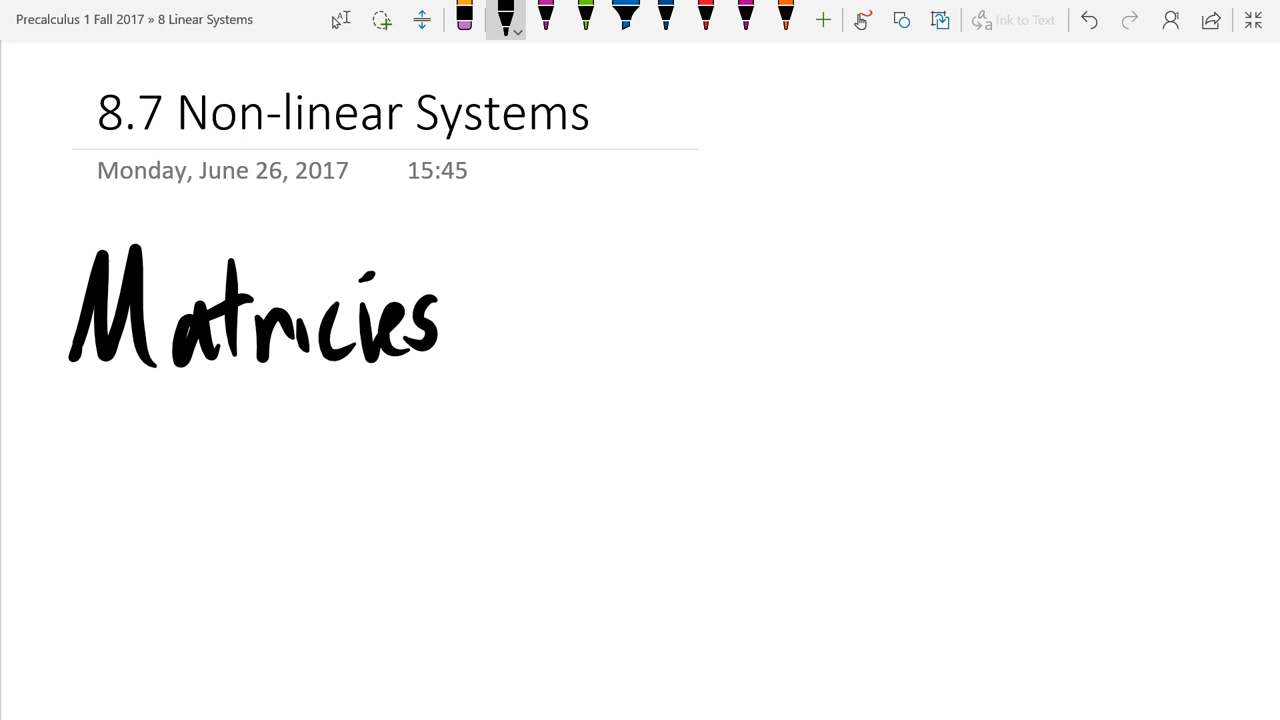 Precalculus 1 Fall 2017 » 8 Linear Systems
Ink to Text
8.7 Non-linear Systems
Monday, June 26, 2017 15:45
Matricies